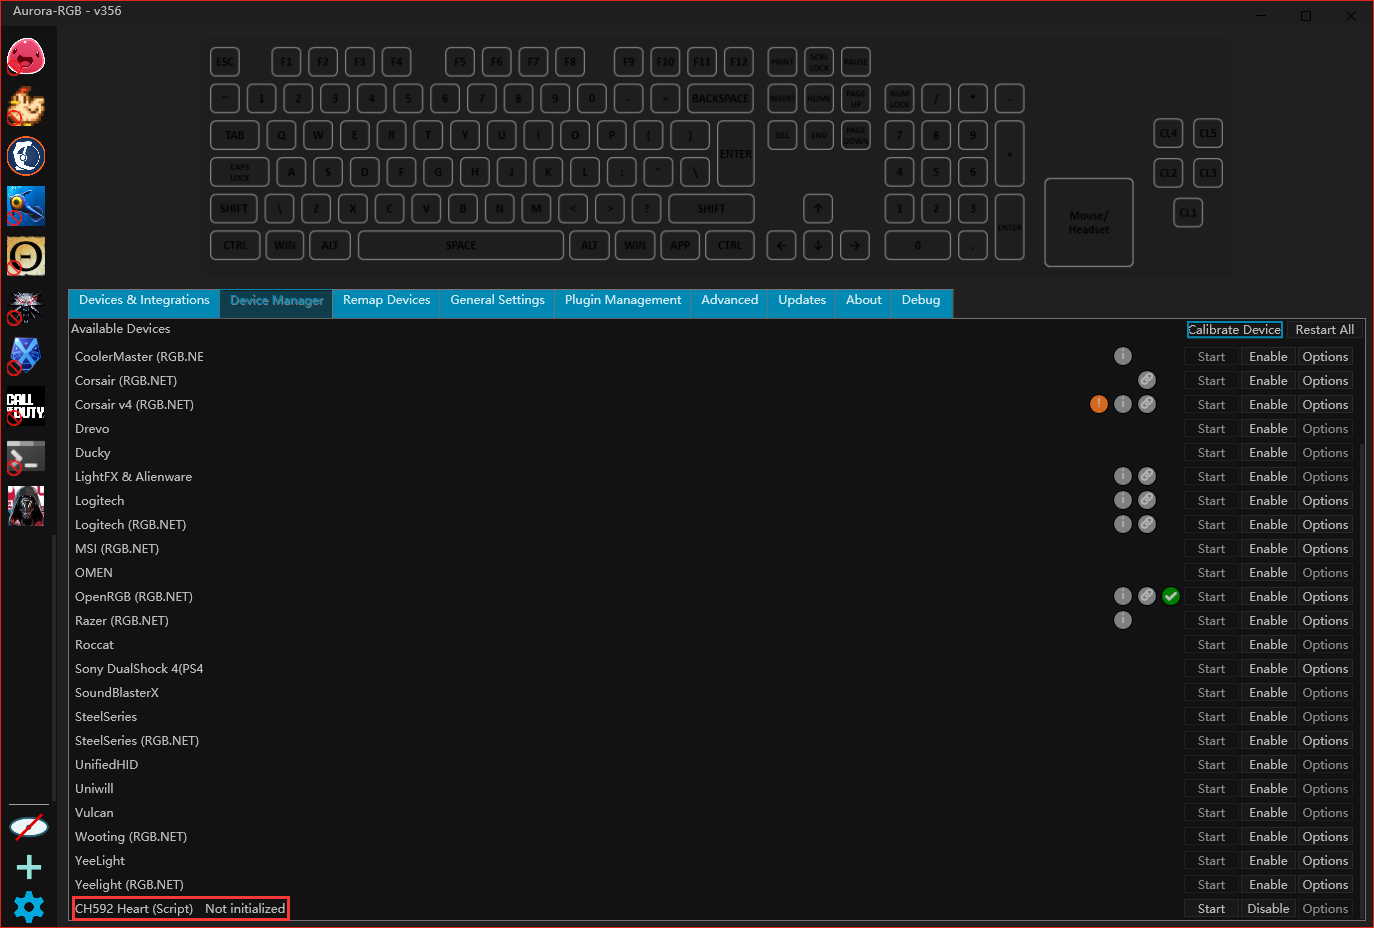 Aurora-RGB - v356
ESC F1 F2 F3 F4 F5 F6 F7 F8 F9 F10 F11 F12 PRINT SCRL LOCK PAUSE
~ 1 2 3 4 5 6 7 8 9 0 - = BACKSPACE INSERT HOME PAGE UP NUM LOCK / * -
TAB Q W E R T Y U I O P [ ] ENTER DEL END PAGE DOWN 7 8 9 +
CAPS LOCK A S D F G H J K L : " \ 4 5 6
SHIFT \ Z X C V B N M < > ? SHIFT ↑ 1 2 3 ENTER
CTRL WIN ALT SPACE ALT WIN APP CTRL ← ↓ → 0 .
Mouse/
Headset
CL4 CL5
CL2 CL3
CL1
CALL OF DUTY
Devices & Integrations Device Manager Remap Devices General Settings Plugin Management Advanced Updates About Debug
Available Devices Calibrate Device Restart All
CoolerMaster (RGB.NE Start Enable Options
Corsair (RGB.NET) Start Enable Options
Corsair v4 (RGB.NET) Start Enable Options
Drevo Start Enable Options
Ducky Start Enable Options
LightFX & Alienware Start Enable Options
Logitech Start Enable Options
Logitech (RGB.NET) Start Enable Options
MSI (RGB.NET) Start Enable Options
OMEN Start Enable Options
OpenRGB (RGB.NET) Start Enable Options
Razer (RGB.NET) Start Enable Options
Roccat Start Enable Options
Sony DualShock 4(PS4 Start Enable Options
SoundBlasterX Start Enable Options
SteelSeries Start Enable Options
SteelSeries (RGB.NET) Start Enable Options
UnifiedHID Start Enable Options
Uniwill Start Enable Options
Vulcan Start Enable Options
Wooting (RGB.NET) Start Enable Options
YeeLight Start Enable Options
Yeelight (RGB.NET) Start Enable Options
CH592 Heart (Script) Not initialized Start Disable Options